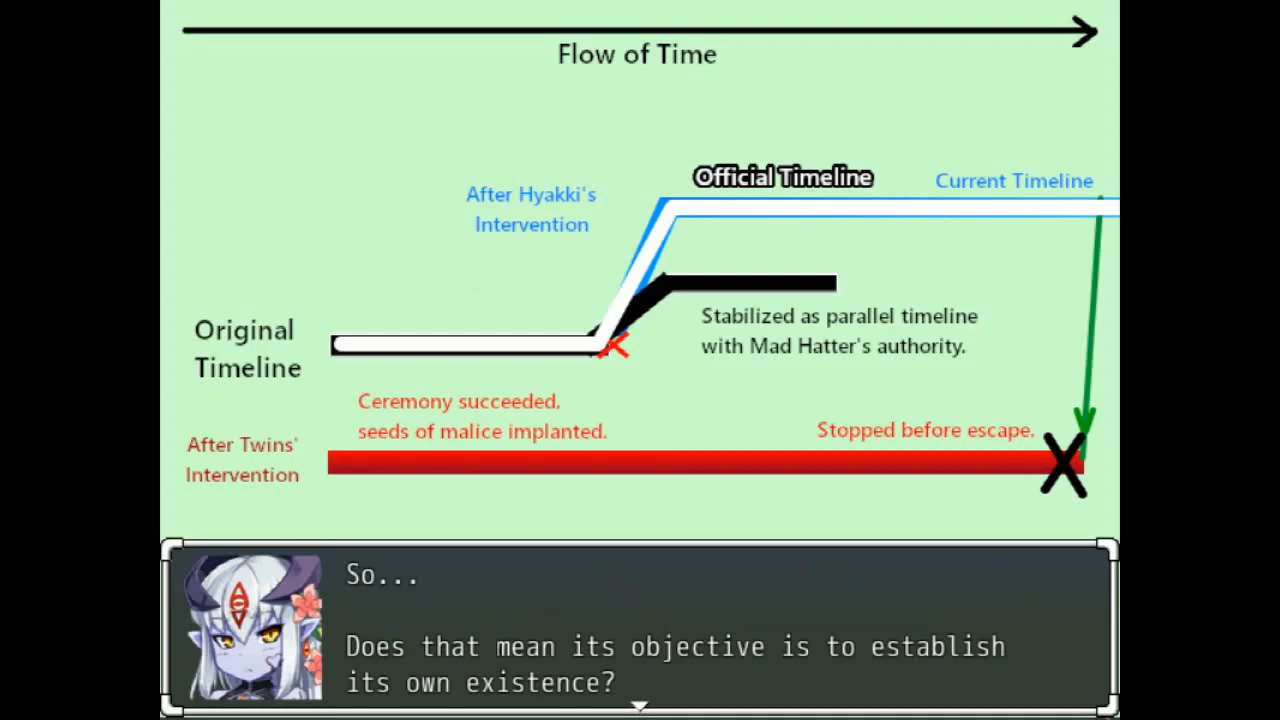 Flow of Time
Official Timeline
Current Timeline
After Hyakki's
Intervention
Stabilized as parallel timeline
with Mad Hatter's authority.
Original
Timeline
Ceremony succeeded,
seeds of malice implanted.
Stopped before escape.
After Twins'
Intervention
So...
Does that mean its objective is to establish
its own existence?